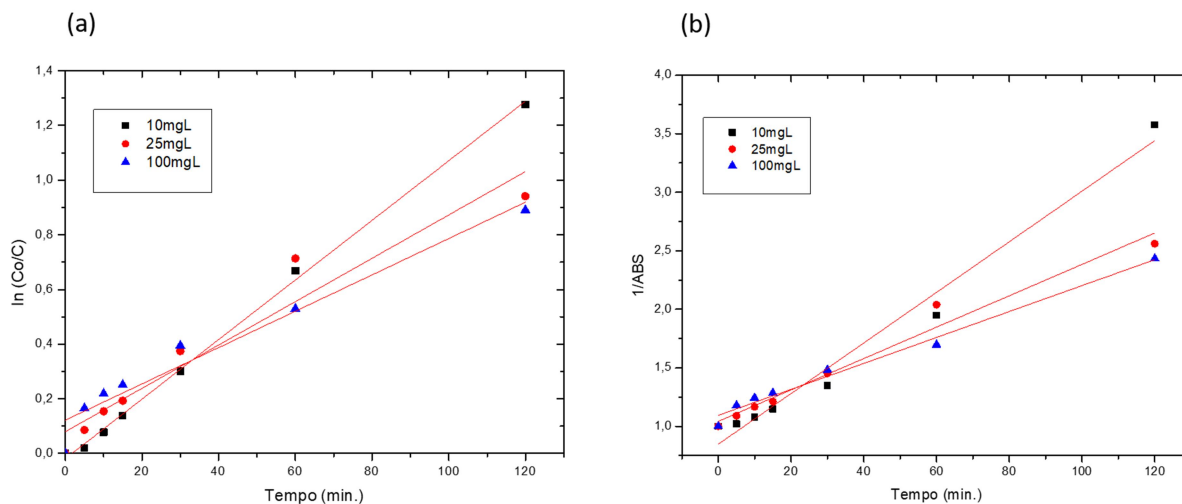 (a)
1,4
1,2
1,0
0,8
0,6
0,4
0,2
0,0
ln (Co/C)
10mgL
25mgL
100mgL
0 20 40 60 80 100 120
Tempo (min.)
(b)
4,0
3,5
3,0
2,5
2,0
1,5
1,0
1/ABS
10mgL
25mgL
100mgL
0 20 40 60 80 100 120
Tempo (min.)